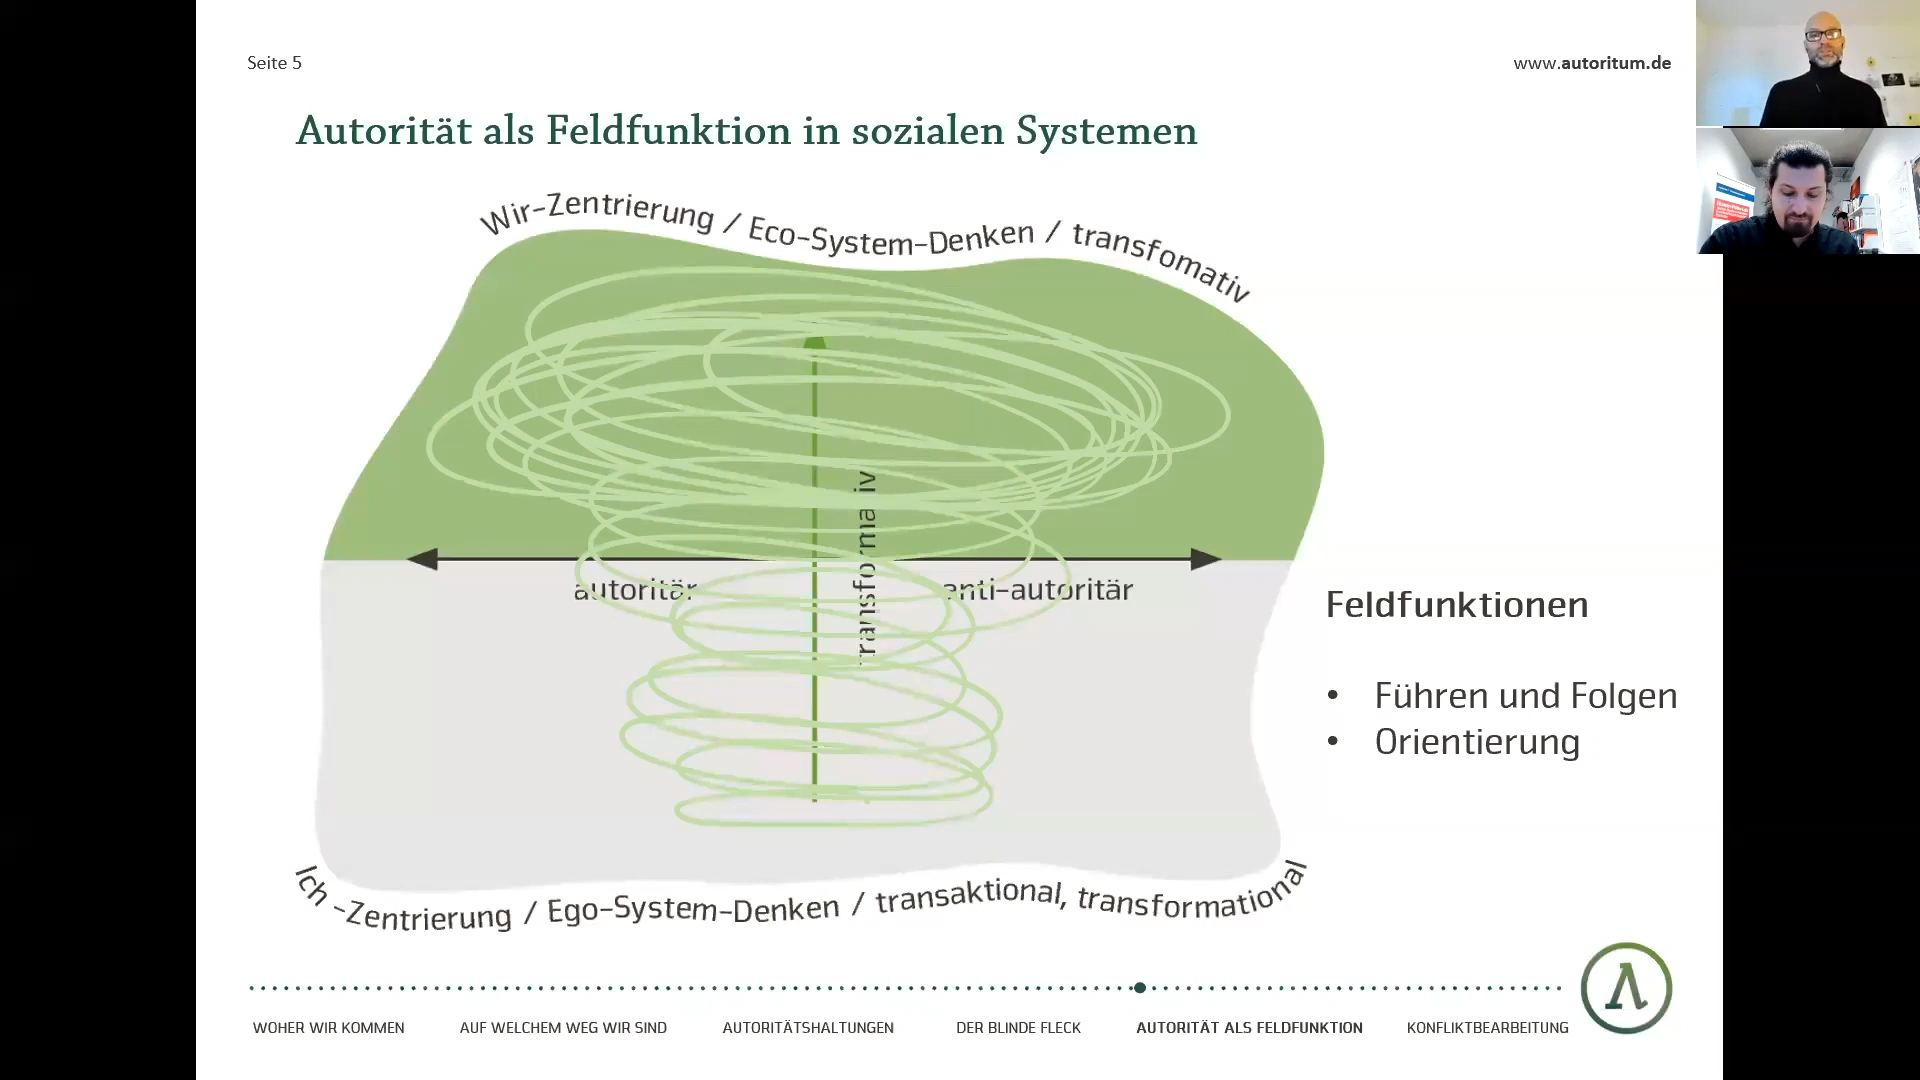 Seite 5
www.autoritum.de
Autorität als Feldfunktion in sozialen Systemen
Wir-Zentrierung / Eco-System-Denken / transfomativ
transformativ
autoritär
anti-autoritär
Feldfunktionen
• Führen und Folgen
• Orientierung
Ich -Zentrierung / Ego-System-Denken / transaktional, transformational
WOHER WIR KOMMEN
AUF WELCHEM WEG WIR SIND
AUTORITÄTSHALTUNGEN
DER BLINDE FLECK
AUTORITÄT ALS FELDFUNKTION
KONFLIKTBEARBEITUNG